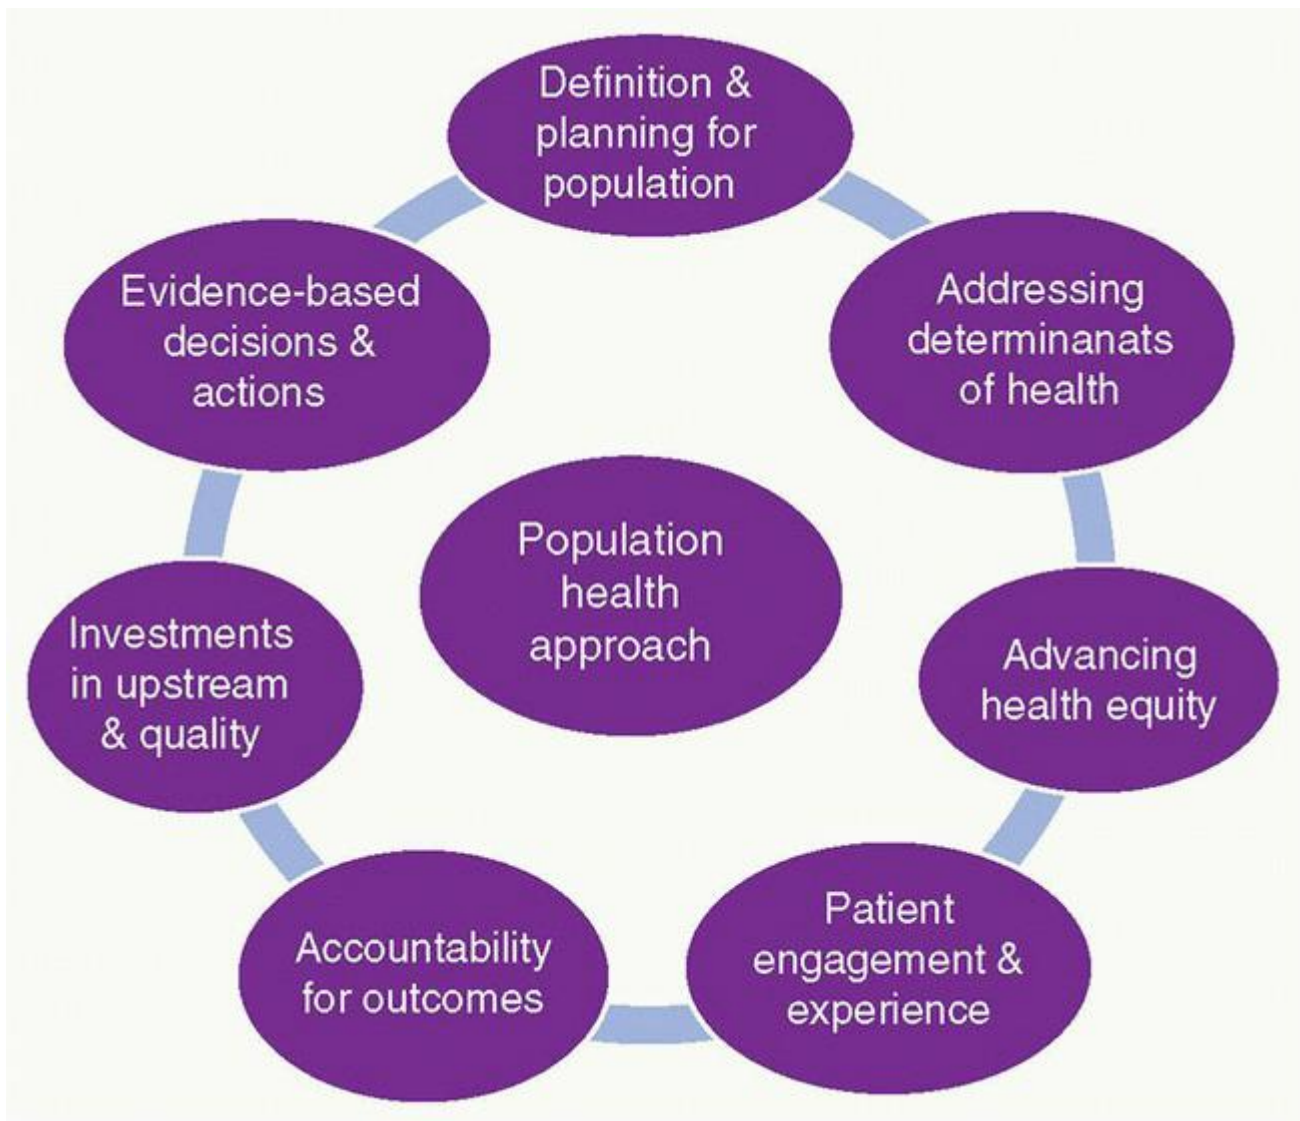 Definition &
planning for
population
Evidence-based
decisions &
actions
Addressing
determinanats
of health
Population
health
approach
Investments
in upstream
& quality
Advancing
health equity
Patient
engagement &
experience
Accountability
for outcomes